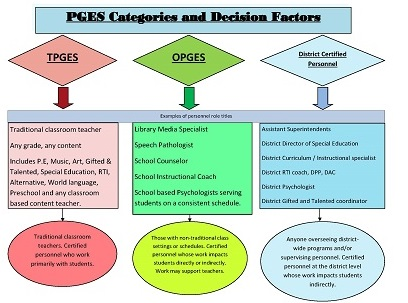 PGES Categories and Decision Factors
TPGES
OPGES
District Certified
Personnel
Examples of personnel role titles
Traditional classroom teacher
Any grade, any content
Includes P.E, Music, Art, Gifted &
Talented, Special Education, RTI,
Alternative, World language,
Preschool and any classroom
based content teacher.
Library Media Specialist
Speech Pathologist
School Counselor
School Instructional Coach
School based Psychologists serving
students on a consistent schedule.
Assistant Superintendents
District Director of Special Education
District Curriculum / Instructional specialist
District RTI coach, DPP, DAC
District Psychologist
District Gifted and Talented coordinator
Traditional classroom
teachers. Certified
personnel who work
primarily with students.
Those with non-traditional class
settings or schedules. Certified
personnel whose work impacts
students directly or indirectly.
Work may support teachers.
Anyone overseeing district-
wide programs and/or
supervising personnel. Certified
personnel at the district level
whose work impacts students
indirectly.